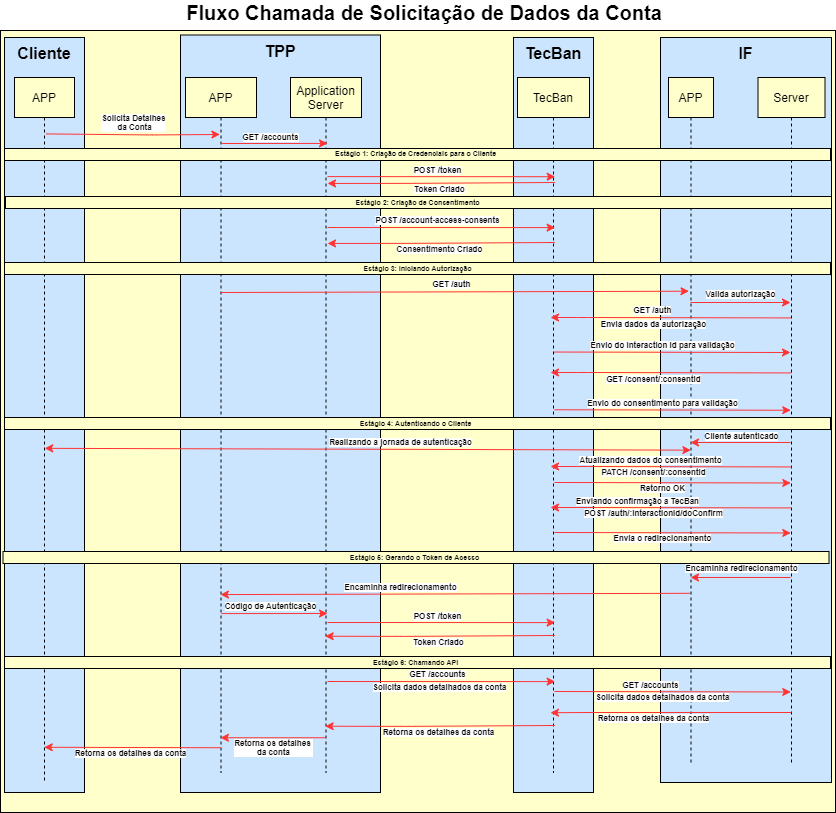 Fluxo Chamada de Solicitação de Dados da Conta
Cliente
TPP
TecBan
IF
APP
APP
Application
Server
TecBan
APP
Server
Solicita Detalhes
da Conta
GET /accounts
Estágio 1: Criação de Credenciais para o Cliente
POST /token
Token Criado
Estágio 2: Criação de Consentimento
POST /account-access-consents
Consentimento Criado
Estágio 3: Iniciando Autorização
GET /auth
Valida autorização
GET /auth
Envia dados da autorização
Envio do Interaction Id para validação
GET /consent/:consentId
Envio do consentimento para validação
Estágio 4: Autenticando o Cliente
Cliente autenticado
Realizando a jornada de autenticação
Atualizando dados do consentimento
PATCH /consent/:consentId
Retorno OK
Enviando confirmação a TecBan
POST /auth/:interactionId/doConfirm
Envia o redirecionamento
Estágio 5: Gerando o Token de Acesso
Encaminha redirecionamento
Encaminha redirecionamento
Código de Autenticação
POST /token
Token Criado
Estágio 6: Chamando API
GET /accounts
Solicita dados detalhados da conta
GET /accounts
Solicita dados detalhados da conta
Retorna os detalhes da conta
Retorna os detalhes da conta
Retorna os detalhes
da conta
Retorna os detalhes da conta